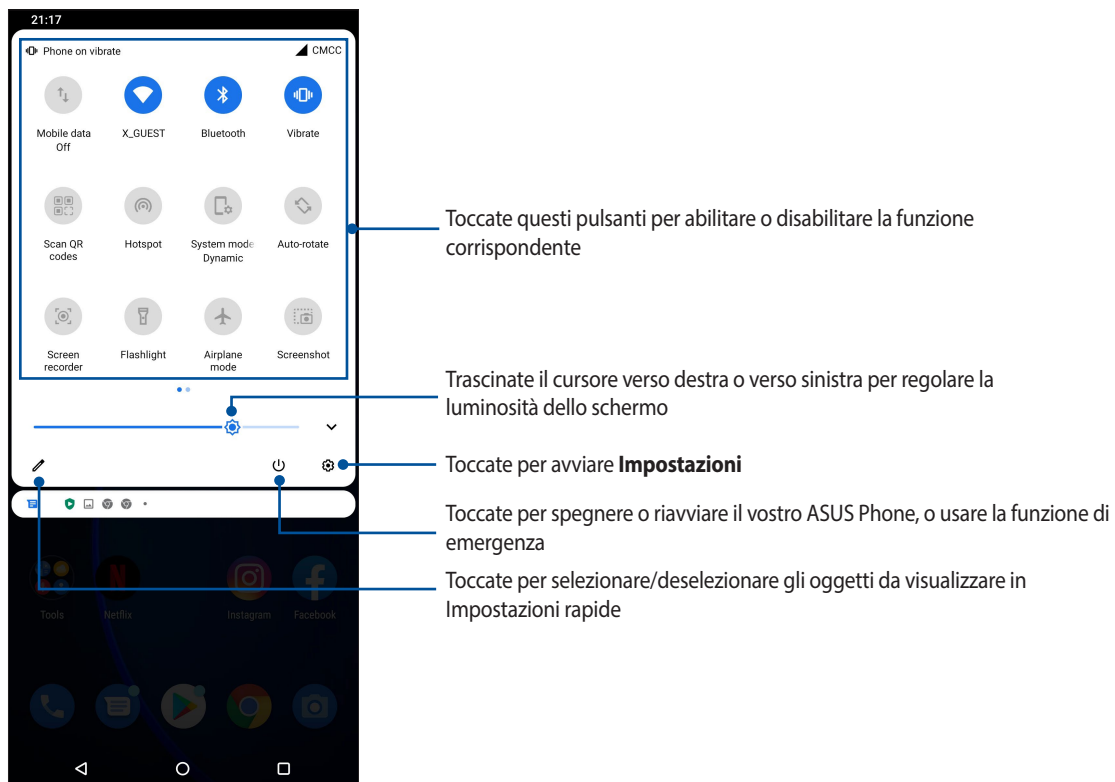 21:17
Phone on vibrate
CMCC
Mobile data
Off
X_GUEST
Bluetooth
Vibrate
Scan QR
codes
Hotspot
System mode
Dynamic
Auto-rotate
Screen
recorder
Flashlight
Airplane
mode
Screenshot
Toccate questi pulsanti per abilitare o disabilitare la funzione
corrispondente
Trascinate il cursore verso destra o verso sinistra per regolare la
luminosità dello schermo
Toccate per avviare Impostazioni
Toccate per spegnere o riavviare il vostro ASUS Phone, o usare la funzione di
emergenza
Toccate per selezionare/deselezionare gli oggetti da visualizzare in
Impostazioni rapide
Tools
Netflix
Instagram
Facebook